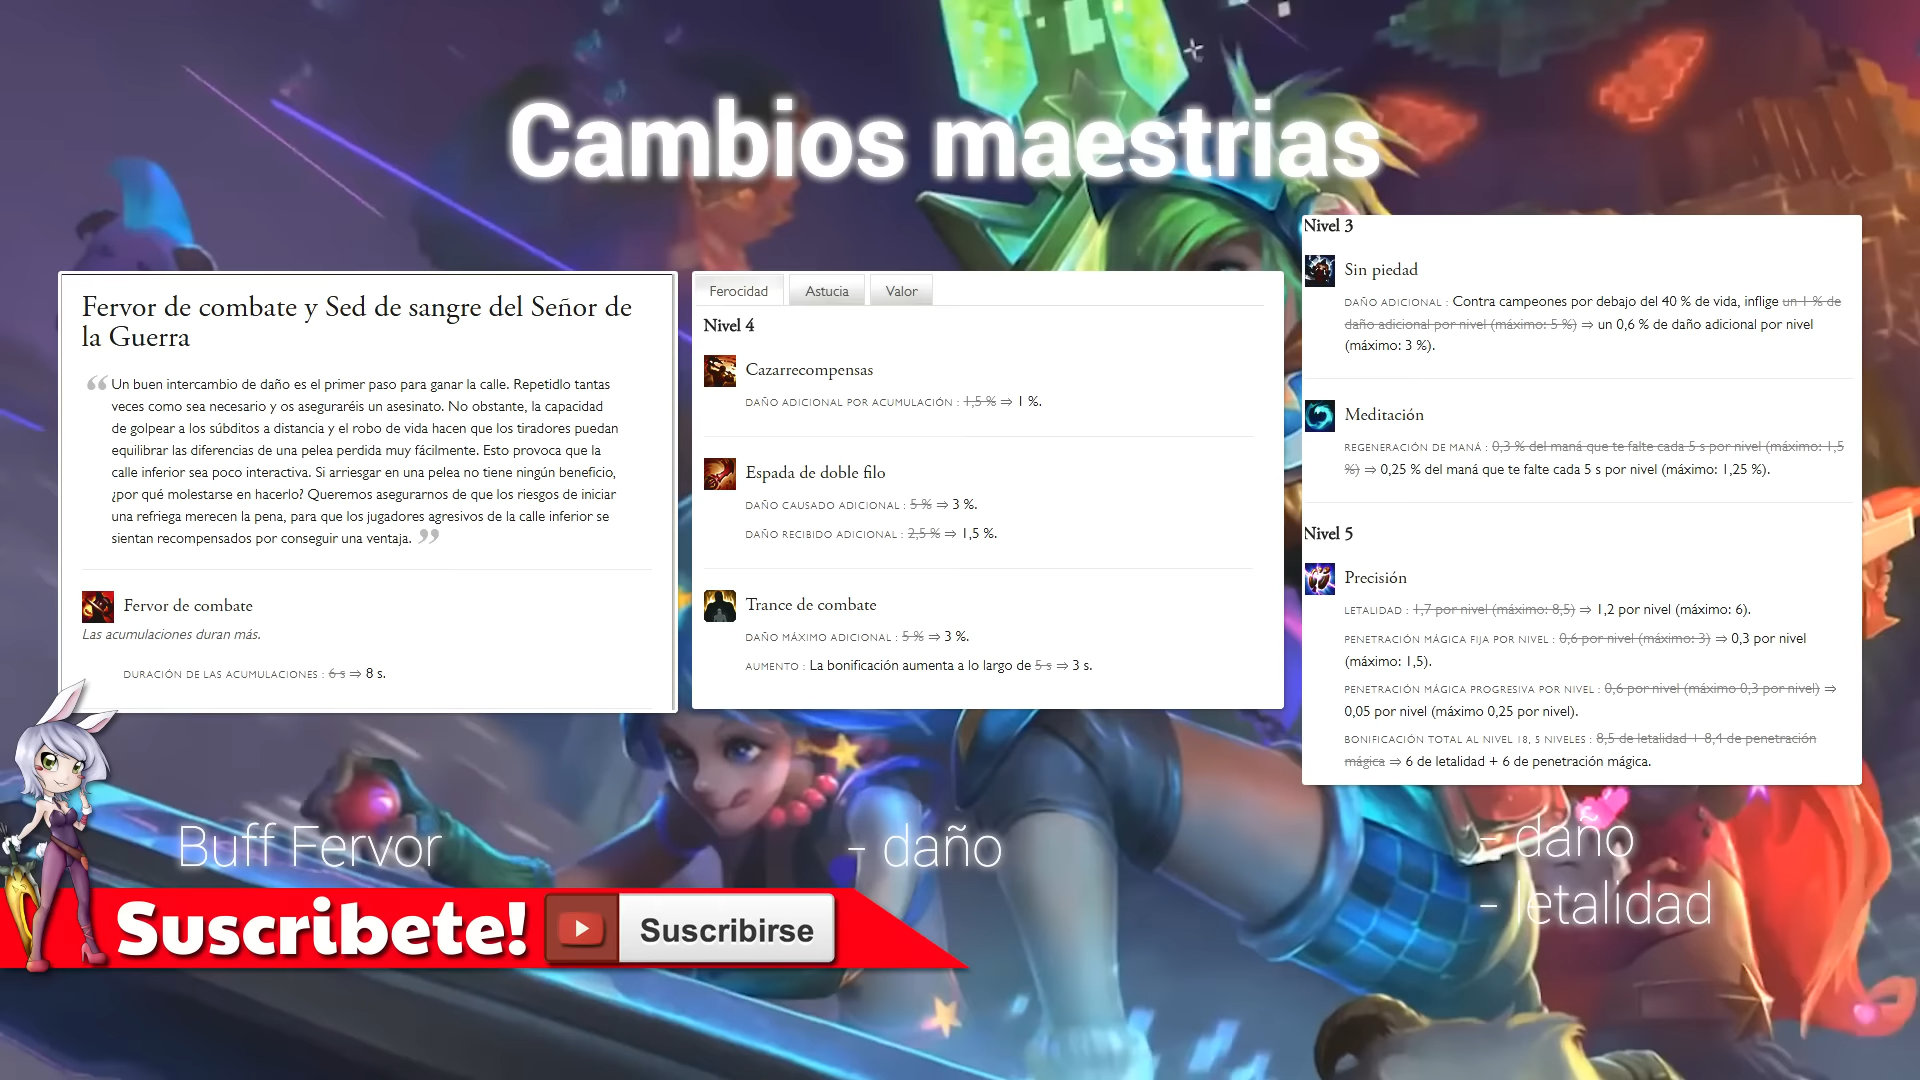 Cambios maestrias
Fervor de combate y Sed de sangre del Señor de
la Guerra
“ Un buen intercambio de daño es el primer paso para ganar la calle. Repetidlo tantas
veces como sea necesario y os aseguraréis un asesinato. No obstante, la capacidad
de golpear a los súbditos a distancia y el robo de vida hacen que los tiradores puedan
equilibrar las diferencias de una pelea perdida muy fácilmente. Esto provoca que la
calle inferior sea poco interactiva. Si arriesgar en una pelea no tiene ningún beneficio,
¿por qué molestarse en hacerlo? Queremos asegurarnos de que los riesgos de iniciar
una refriega merecen la pena, para que los jugadores agresivos de la calle inferior se
sientan recompensados por conseguir una ventaja. ”
Fervor de combate
Las acumulaciones duran más.
DURACIÓN DE LAS ACUMULACIONES : 6 s ⇒ 8 s.
Ferocidad Astucia Valor
Nivel 4
Cazarrecompensas
DAÑO ADICIONAL POR ACUMULACIÓN : 1,5 % ⇒ 1 %.
Espada de doble filo
DAÑO CAUSADO ADICIONAL : 5 % ⇒ 3 %.
DAÑO RECIBIDO ADICIONAL : 2,5 % ⇒ 1,5 %.
Trance de combate
DAÑO MÁXIMO ADICIONAL : 5 % ⇒ 3 %.
AUMENTO : La bonificación aumenta a lo largo de 5 s ⇒ 3 s.
Nivel 3
Sin piedad
DAÑO ADICIONAL : Contra campeones por debajo del 40 % de vida, inflige un 1 % de
daño adicional por nivel (máximo: 5 %) ⇒ un 0,6 % de daño adicional por nivel
(máximo: 3 %).
Meditación
REGENERACIÓN DE MANÁ : 0,3 % del maná que te falte cada 5 s por nivel (máximo: 1,5
%) ⇒ 0,25 % del maná que te falte cada 5 s por nivel (máximo: 1,25 %).
Nivel 5
Precisión
LETALIDAD : 1,7 por nivel (máximo: 8,5) ⇒ 1,2 por nivel (máximo: 6).
PENETRACIÓN MÁGICA FIJA POR NIVEL : 0,6 por nivel (máximo: 3) ⇒ 0,3 por nivel
(máximo: 1,5).
PENETRACIÓN MÁGICA PROGRESIVA POR NIVEL : 0,6 por nivel (máximo 0,3 por nivel) ⇒
0,05 por nivel (máximo 0,25 por nivel).
BONIFICACIÓN TOTAL AL NIVEL 18, 5 NIVELES : 8,5 de letalidad + 8,4 de penetración
mágica ⇒ 6 de letalidad + 6 de penetración mágica.
Buff Fervor
- daño
- daño
- letalidad
Suscribete!
Suscribirse